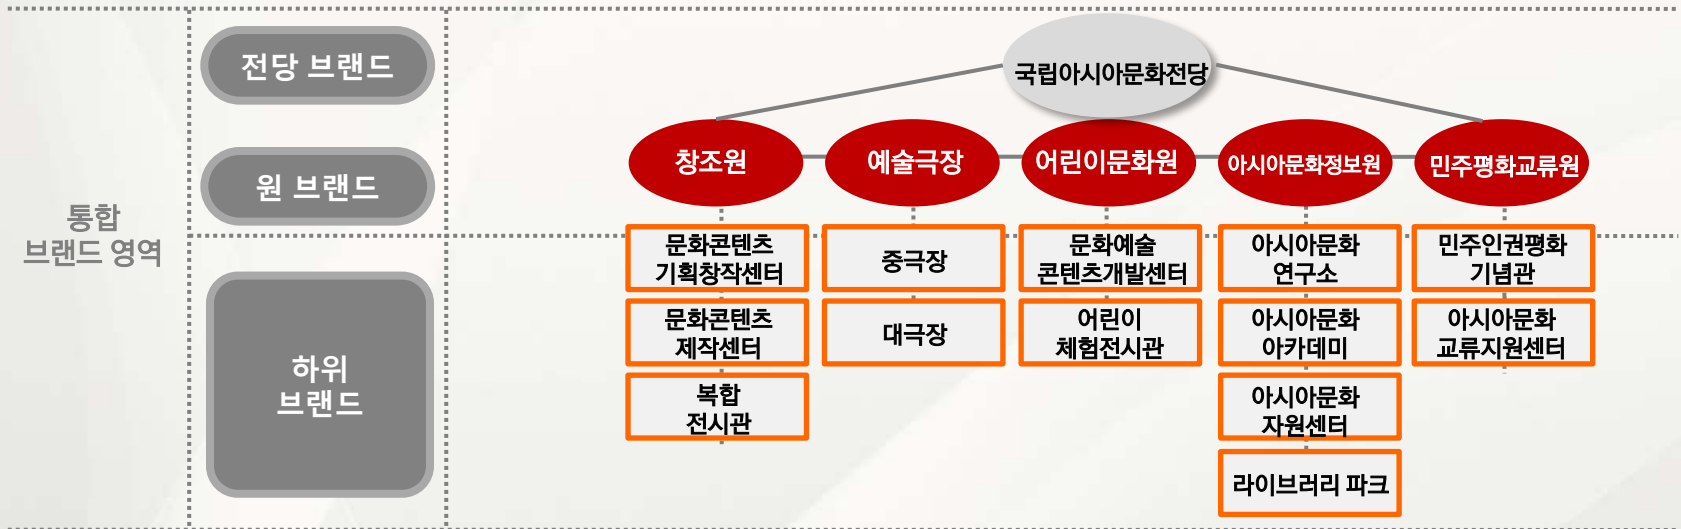 통합
브랜드 영역
전당 브랜드
원 브랜드
하위
브랜드
국립아시아문화전당
창조원
예술극장
어린이문화원
아시아문화정보원
민주평화교류원
문화콘텐츠
기획창작센터
문화콘텐츠
제작센터
복합
전시관
중극장
대극장
문화예술
콘텐츠개발센터
어린이
체험전시관
아시아문화
연구소
아시아문화
아카데미
아시아문화
자원센터
라이브러리 파크
민주인권평화
기념관
아시아문화
교류지원센터